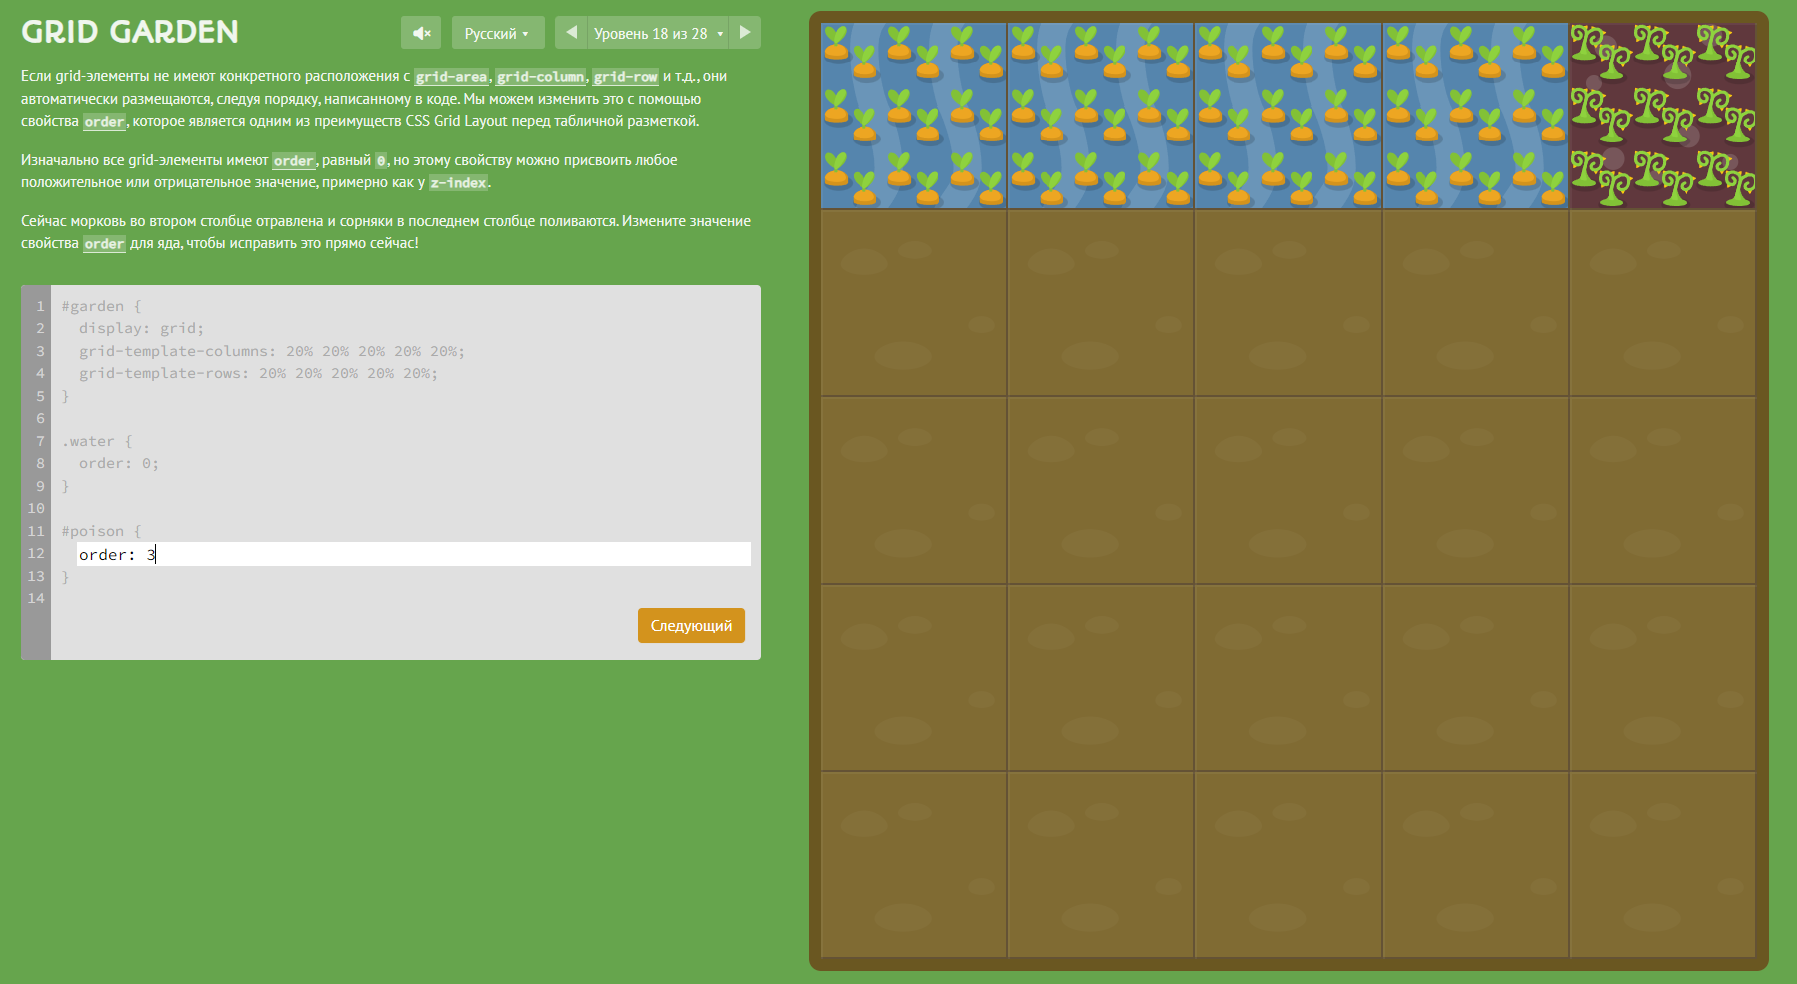 GRID GARDEN
Русский
Уровень 18 из 28
Если grid-элементы не имеют конкретного расположения с grid-area, grid-column, grid-row и т.д., они
автоматически размещаются, следуя порядку, написанному в коде. Мы можем изменить это с помощью
свойства order, которое является одним из преимуществ CSS Grid Layout перед табличной разметкой.
Изначально все grid-элементы имеют order, равный 0, но этому свойству можно присвоить любое
положительное или отрицательное значение, примерно как у z-index.
Сейчас морковь во втором столбце отравлена и сорняки в последнем столбце поливаются. Измените значение
свойства order для яда, чтобы исправить это прямо сейчас!
1 #garden {
2 display: grid;
3 grid-template-columns: 20% 20% 20% 20% 20%;
4 grid-template-rows: 20% 20% 20% 20% 20%;
5 }
6
7 .water {
8 order: 0;
9 }
10
11 #poison {
12 order: 3
13 }
14
Следующий